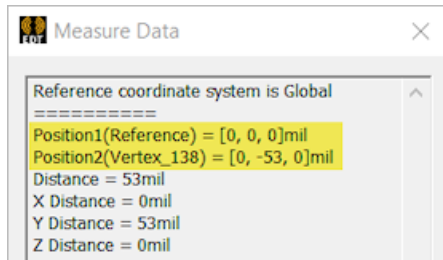 EDT
Measure Data
Reference coordinate system is Global
==========
Position1(Reference) = [0, 0, 0]mil
Position2(Vertex_138) = [0, -53, 0]mil
Distance = 53mil
X Distance = 0mil
Y Distance = 53mil
Z Distance = 0mil